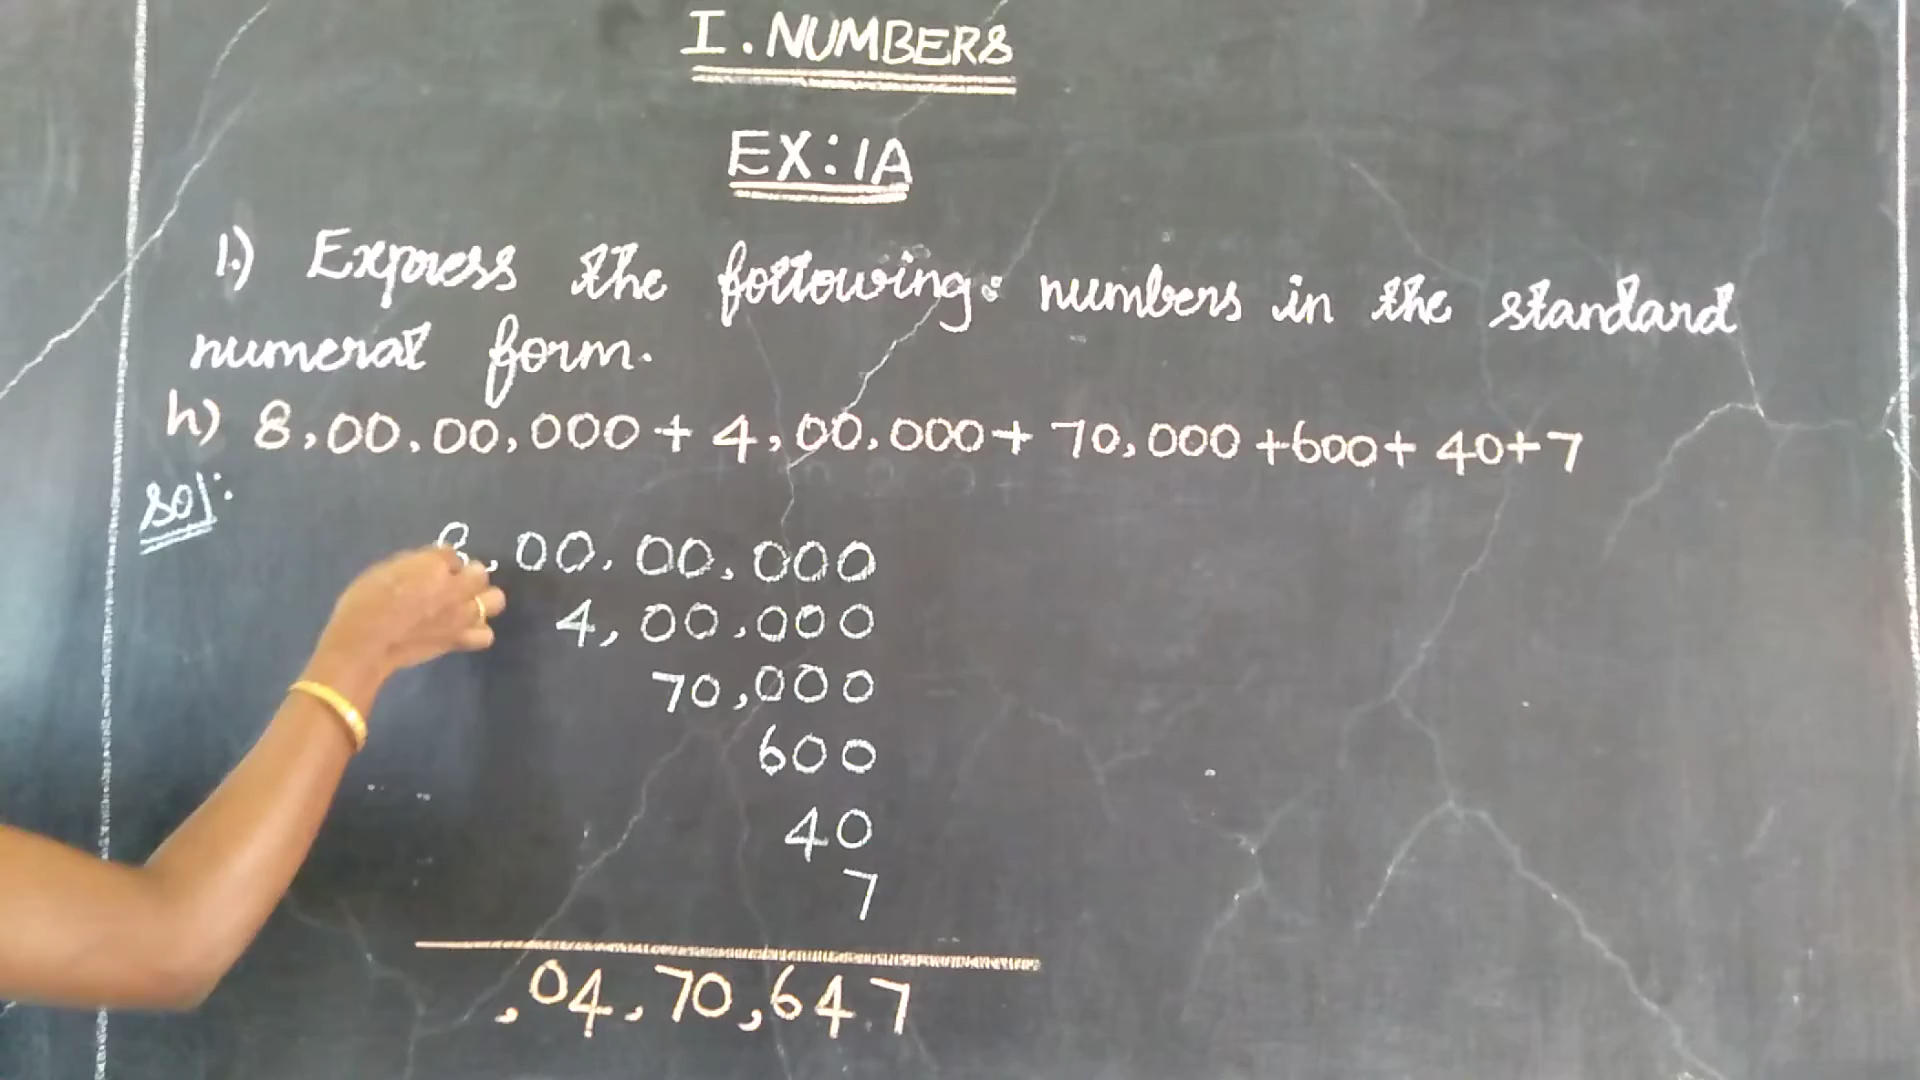 I. NUMBERS
EX: 1A
1.) Express the following: numbers in the standard
numeral form.
h) 8,00,00,000 + 4,00,000 + 70,000 + 600 + 40 + 7
Sol:
8,00,00,000
4,00,000
70,000
600
40
7
,04,70,647